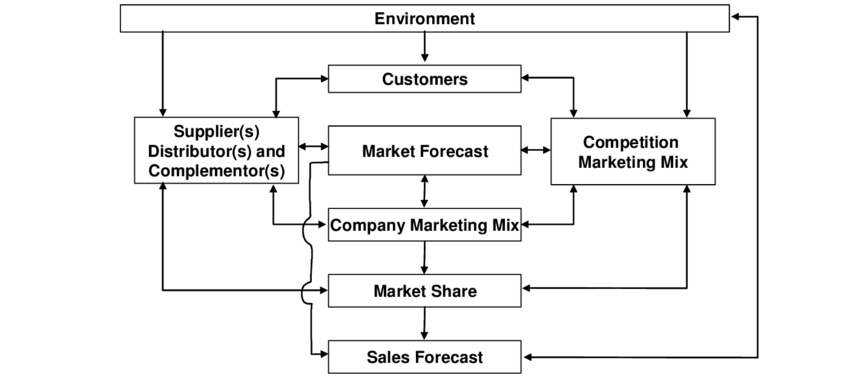 Environment
Customers
Supplier(s)
Distributor(s) and
Complementor(s)
Market Forecast
Competition
Marketing Mix
Company Marketing Mix
Market Share
Sales Forecast